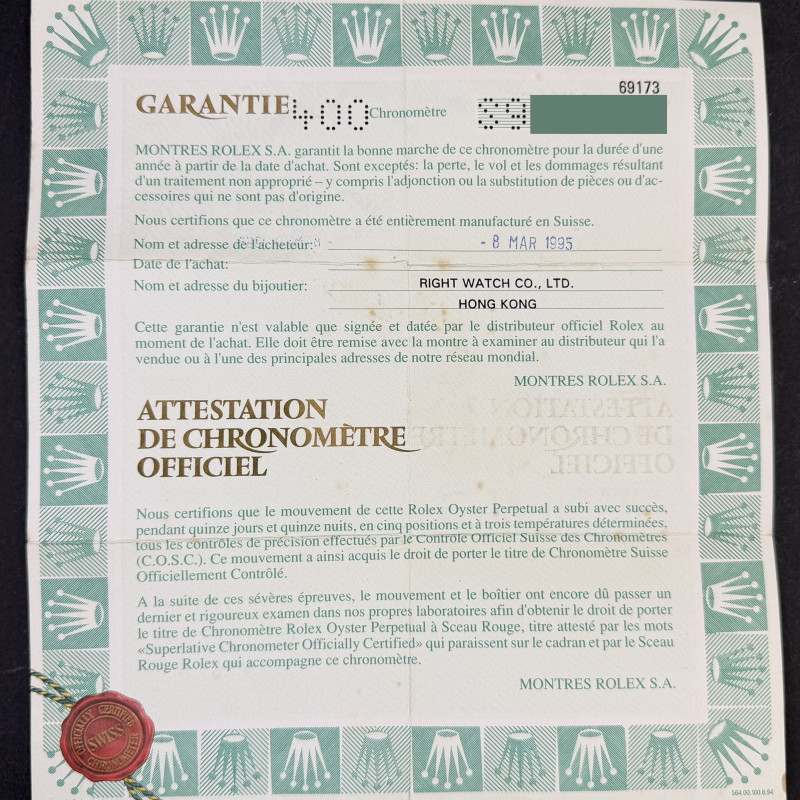 69173
GARANTIE 400 Chronomètre
MONTRES ROLEX S.A. garantit la bonne marche de ce chronomètre pour la durée d'une
année à partir de la date d'achat. Sont exceptés: la perte, le vol et les dommages résultant
d'un traitement non approprié – y compris l'adjonction ou la substitution de pièces ou d'ac-
cessoires qui ne sont pas d'origine.
Nous certifions que ce chronomètre a été entièrement manufacturé en Suisse.
Nom et adresse de l'acheteur: - 8 MAR 1995
Date de l'achat:
Nom et adresse du bijoutier: RIGHT WATCH CO., LTD.
HONG KONG
Cette garantie n'est valable que signée et datée par le distributeur officiel Rolex au
moment de l'achat. Elle doit être remise avec la montre à examiner au distributeur qui l'a
vendue ou à l'une des principales adresses de notre réseau mondial.
MONTRES ROLEX S.A.
ATTESTATION
DE CHRONOMÈTRE
OFFICIEL
Nous certifions que le mouvement de cette Rolex Oyster Perpetual a subi avec succès,
pendant quinze jours et quinze nuits, en cinq positions et à trois températures déterminées,
tous les contrôles de précision effectués par le Contrôle Officiel Suisse des Chronomètres
(C.O.S.C.). Ce mouvement a ainsi acquis le droit de porter le titre de Chronomètre Suisse
Officiellement Contrôlé.
A la suite de ces sévères épreuves, le mouvement et le boîtier ont encore dû passer un
dernier et rigoureux examen dans nos propres laboratoires afin d'obtenir le droit de porter
le titre de Chronomètre Rolex Oyster Perpetual à Sceau Rouge, titre attesté par les mots
«Superlative Chronometer Officially Certified» qui paraissent sur le cadran et par le Sceau
Rouge Rolex qui accompagne ce chronomètre.
MONTRES ROLEX S.A.
OFFICIALLY CERTIFIED
SWISS
CHRONOMETER
564.00.100.6.94